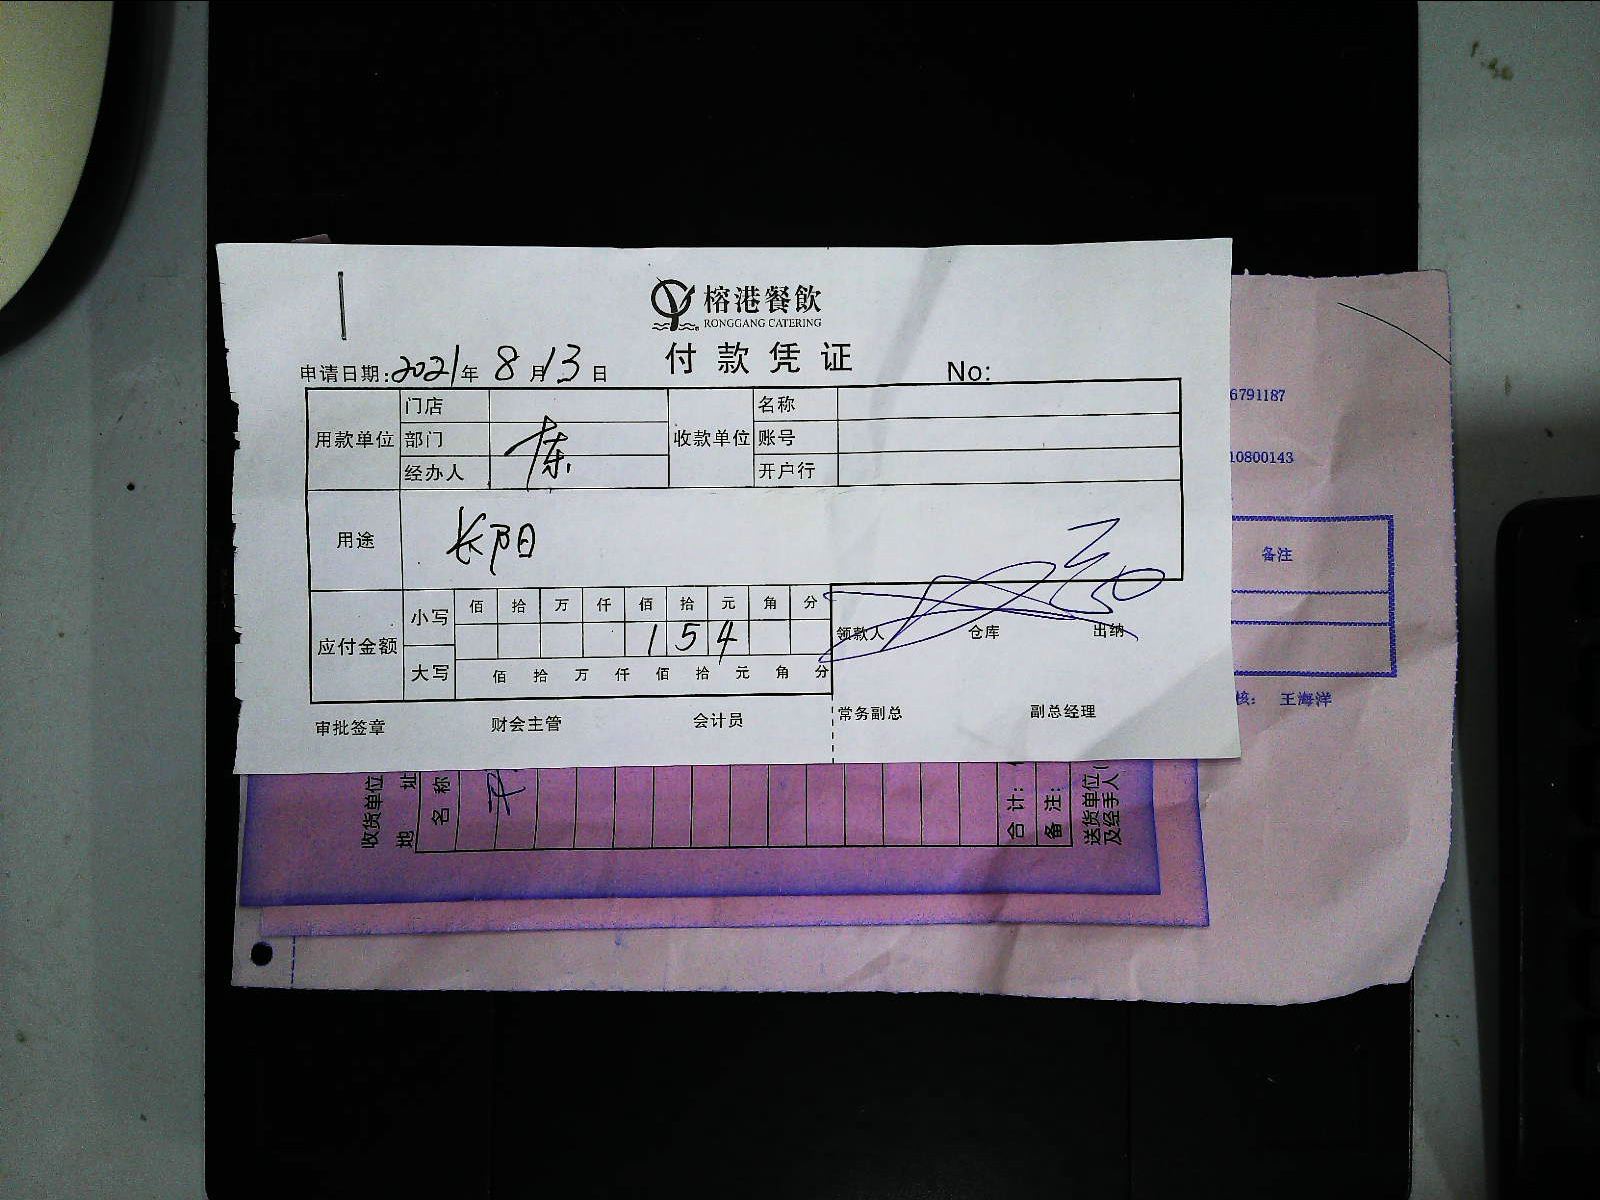 榕港餐飲
RONGGANG CATERING
付款凭证
申请日期:2021年8月13日 No:
用款单位 门店 收款单位 名称
部门 账号
经办人 开户行
用途 长阳
应付金额 小写 佰 拾 万 仟 佰 拾 元 角 分
1 5 4
领款人 仓库 出纳
大写 佰 拾 万 仟 佰 拾 元 角 分
审批签章 财会主管 会计员 常务副总 副总经理
6791187
10800143
备注
核: 王海洋
收货单位
地址
名称
合计:
备注:
送货单位
及经手人